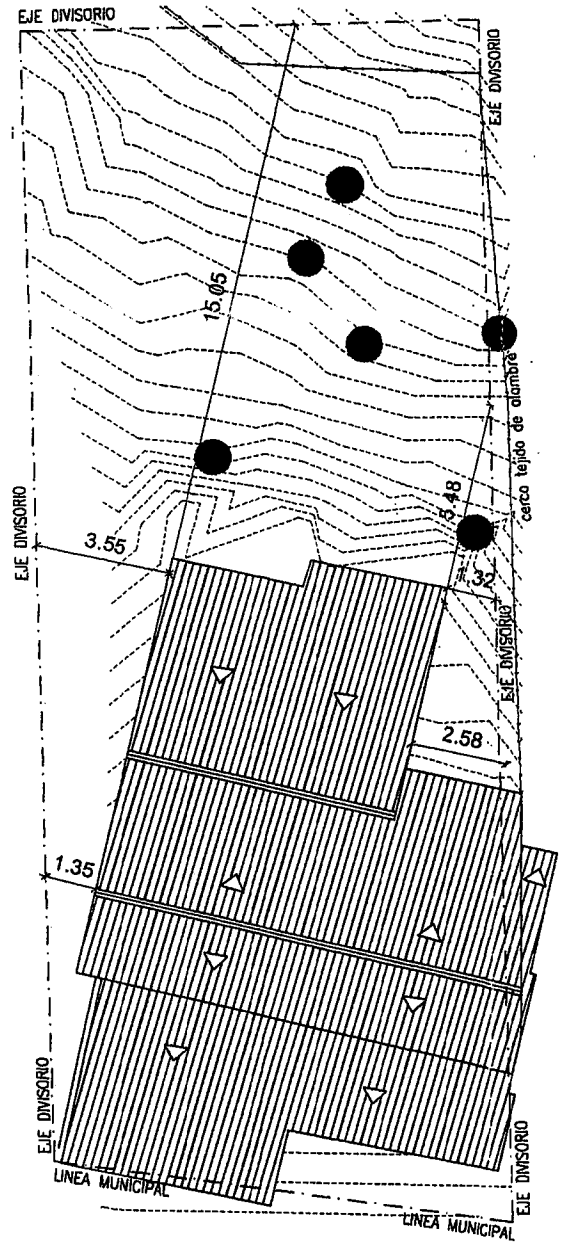 EJE DIVISORIO
EJE DIVISORIO
15.05
cerco tejido de alambre
5.48
EJE DIVISORIO
3.55
1.32
EJE DIVISORIO
2.58
1.35
EJE DIVISORIO
EJE DIVISORIO
LINEA MUNICIPAL
LINEA MUNICIPAL